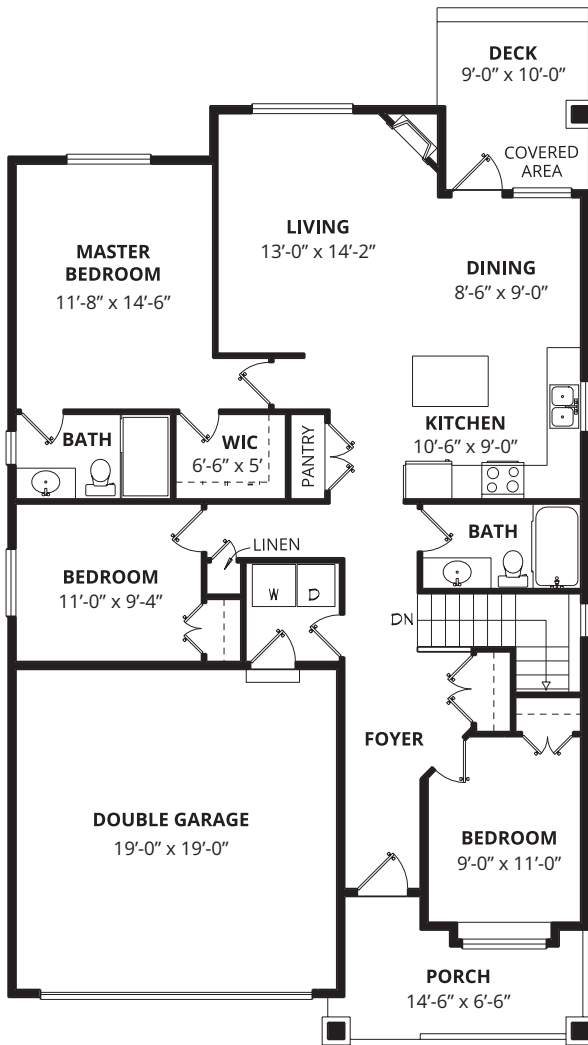 DECK
9’-0” x 10’-0”
COVERED
AREA
LIVING
13’-0” x 14’-2”
MASTER
BEDROOM
11’-8” x 14’-6”
DINING
8’-6” x 9’-0”
BATH
WIC
6’-6” x 5’
PANTRY
KITCHEN
10’-6” x 9’-0”
LINEN
BATH
BEDROOM
11’-0” x 9’-4”
W
D
DN
FOYER
DOUBLE GARAGE
19’-0” x 19’-0”
BEDROOM
9’-0” x 11’-0”
PORCH
14’-6” x 6’-6”